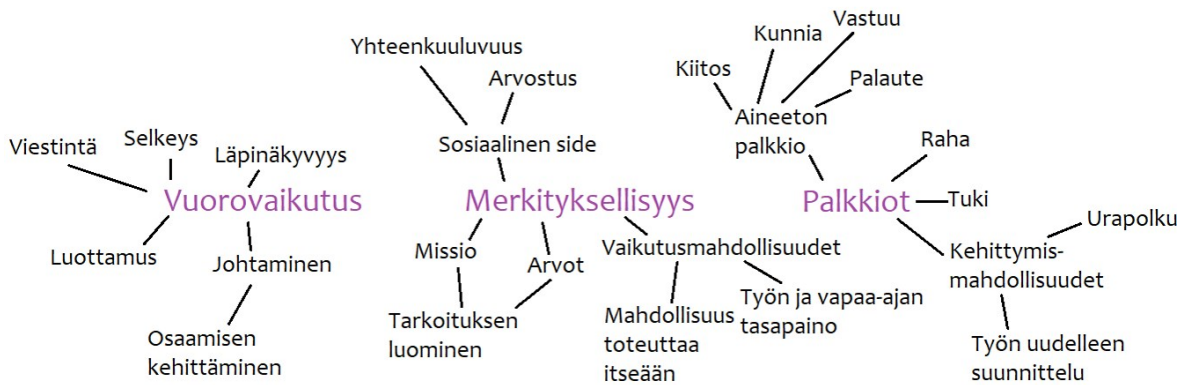 Viestintä
Selkeys
Läpinäkyvyys
Vuorovaikutus
Luottamus
Johtaminen
Osaamisen
kehittäminen
Yhteenkuuluvuus
Arvostus
Sosiaalinen side
Merkityksellisyys
Missio
Arvot
Tarkoituksen
luominen
Vaikutusmahdollisuudet
Mahdollisuus
toteuttaa
itseään
Työn ja vapaa-ajan
tasapaino
Kiitos
Kunnia
Vastuu
Palaute
Aineeton
palkkio
Raha
Palkkiot
Tuki
Urapolku
Kehittymis-
mahdollisuudet
Työn uudelleen
suunnittelu